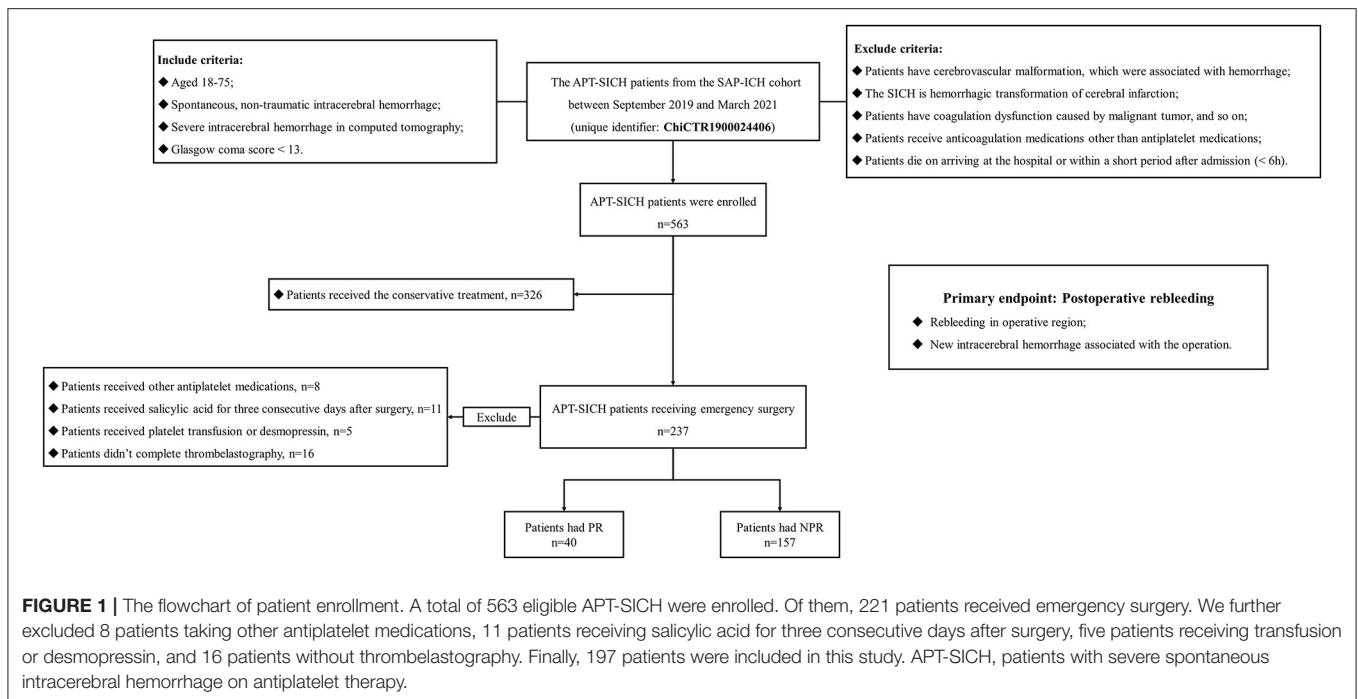 Include criteria:
◆ Aged 18-75;
◆ Spontaneous, non-traumatic intracerebral hemorrhage;
◆ Severe intracerebral hemorrhage in computed tomography;
◆ Glasgow coma score < 13.
The APT-SICH patients from the SAP-ICH cohort
between September 2019 and March 2021
(unique identifier: ChiCTR1900024406)
Exclude criteria:
◆ Patients have cerebrovascular malformation, which were associated with hemorrhage;
◆ The SICH is hemorrhagic transformation of cerebral infarction;
◆ Patients have coagulation dysfunction caused by malignant tumor, and so on;
◆ Patients receive anticoagulation medications other than antiplatelet medications;
◆ Patients die on arriving at the hospital or within a short period after admission (< 6h).
APT-SICH patients were enrolled
n=563
◆ Patients received the conservative treatment, n=326
Primary endpoint: Postoperative rebleeding
◆ Rebleeding in operative region;
◆ New intracerebral hemorrhage associated with the operation.
◆ Patients received other antiplatelet medications, n=8
◆ Patients received salicylic acid for three consecutive days after surgery, n=11
◆ Patients received platelet transfusion or desmopressin, n=5
◆ Patients didn't complete thrombelastography, n=16
Exclude
APT-SICH patients receiving emergency surgery
n=237
Patients had PR
n=40
Patients had NPR
n=157
FIGURE 1 | The flowchart of patient enrollment. A total of 563 eligible APT-SICH were enrolled. Of them, 221 patients received emergency surgery. We further
excluded 8 patients taking other antiplatelet medications, 11 patients receiving salicylic acid for three consecutive days after surgery, five patients receiving transfusion
or desmopressin, and 16 patients without thrombelastography. Finally, 197 patients were included in this study. APT-SICH, patients with severe spontaneous
intracerebral hemorrhage on antiplatelet therapy.